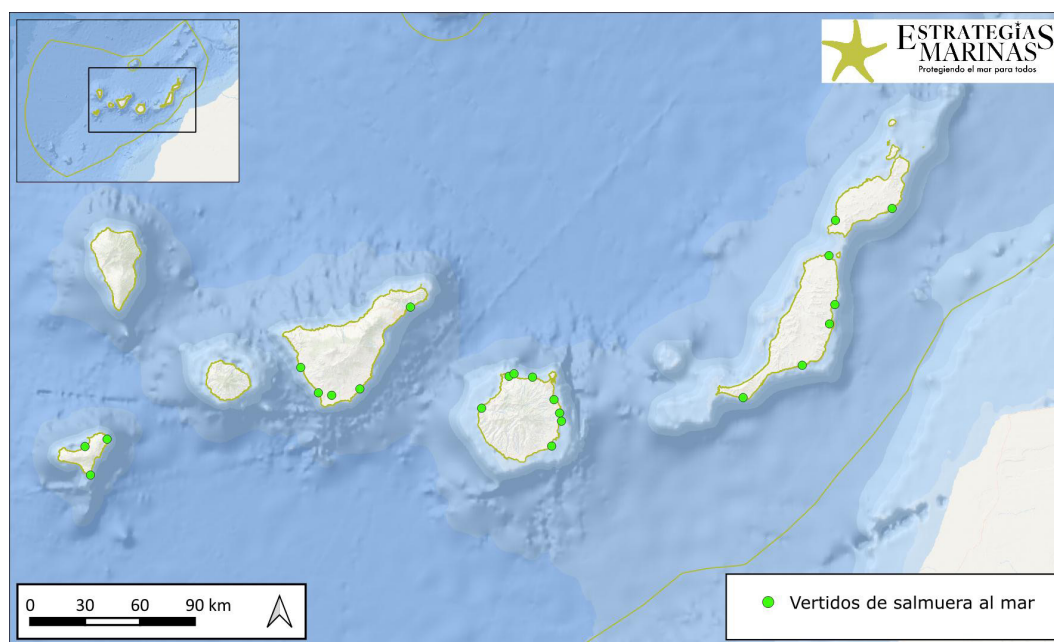 ESTRATEGIAS
MARINAS
Protegiendo el mar para todos
0 30 60 90 km
Vertidos de salmuera al mar